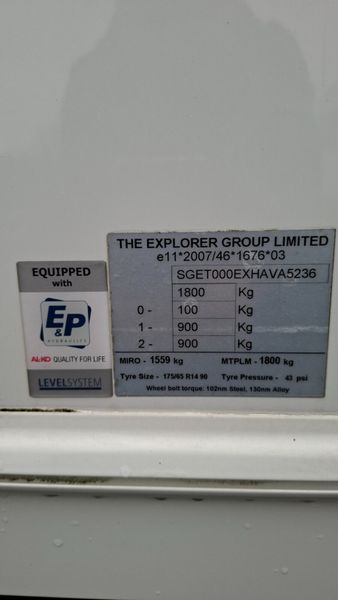 THE EXPLORER GROUP LIMITED
e11*2007/46*1676*03
SGET000EXHAVA5236
1800 Kg
0- 100 Kg
1- 900 Kg
2- 900 Kg
MIRO - 1559 kg MTPLM - 1800 kg
Tyre Size - 175/65 R14 90 Tyre Pressure - 43 psi
Wheel bolt torque: 102nm Steel, 130nm Alloy
EQUIPPED
with
E&P
HYDRAULICS
AL-KO QUALITY FOR LIFE
LEVELSYSTEM